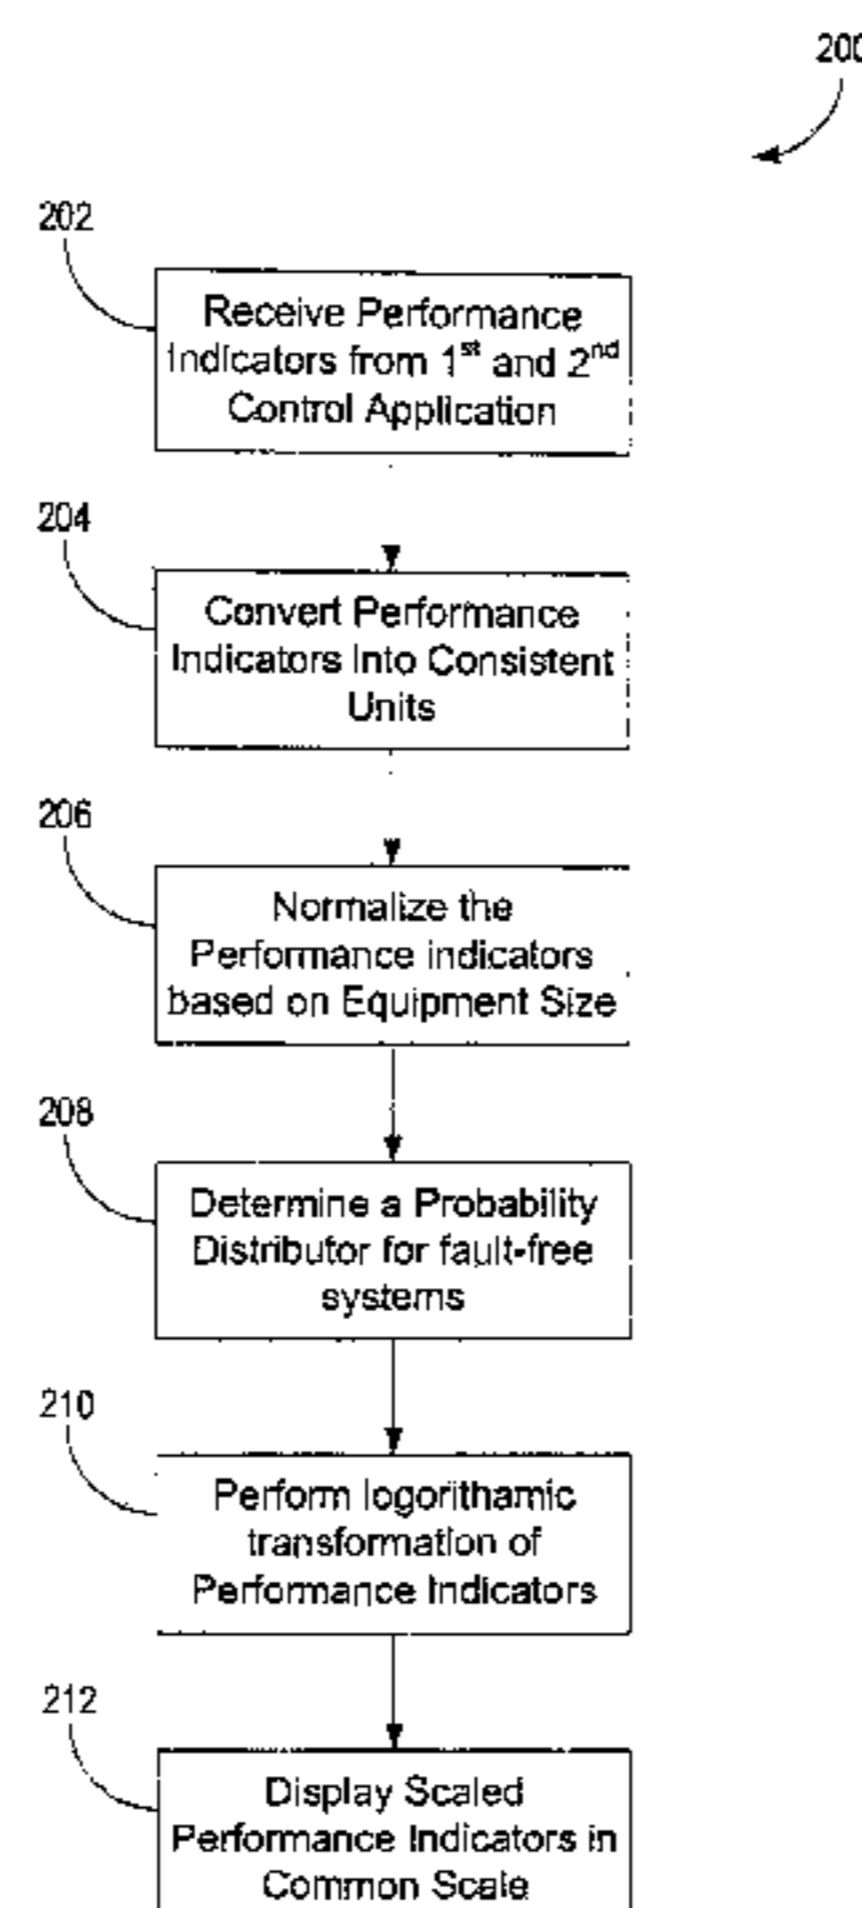 200
202
Receive Performance
Indicators from 1st and 2nd
Control Application
204
Convert Performance
Indicators Into Consistent
Units
206
Normalize the
Performance indicators
based on Equipment Size
208
Determine a Probability
Distributor for fault-free
systems
210
Perform logorithamic
transformation of
Performance Indicators
212
Display Scaled
Performance Indicators in
Common Scale